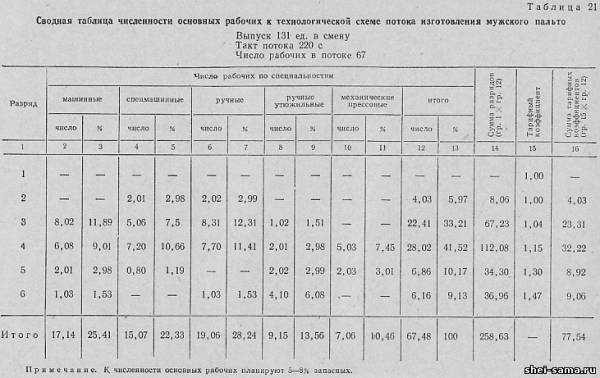 Таблица 21
Сводная таблица численности основных рабочих к технологической схеме потока изготовления мужского пальто
Выпуск 131 ед. в смену
Такт потока 220 с
Число рабочих в потоке 67
Разряд
Число рабочих по специальностям
Сумма разрядов (гр. 1 × гр. 12)
Тарифный коэффициент
Сумма тарифных коэффициентов (гр. 15 × гр. 12)
машинные спецмашинные ручные ручные утюжильные механические прессовые итого
число % число % число % число % число % число %
1 2 3 4 5 6 7 8 9 10 11 12 13 14 15 16
1 — — — — — — — — — — — — — 1,00 —
2 — — 2,01 2,98 2,02 2,99 — — — — 4,03 5,97 8,06 1,00 4,03
3 8,02 11,89 5,06 7,5 8,31 12,31 1,02 1,51 — — 22,41 33,21 67,23 1,04 23,31
4 6,08 9,01 7,20 10,66 7,70 11,41 2,01 2,98 5,03 7,45 28,02 41,52 112,08 1,15 32,22
5 2,01 2,98 0,80 1,19 — — 2,02 2,99 2,03 3,01 6,86 10,17 34,30 1,30 8,92
6 1,03 1,53 — — 1,03 1,53 4,10 6,08 — — 6,16 9,13 36,96 1,47 9,06
Итого 17,14 25,41 15,07 22,33 19,06 28,24 9,15 13,56 7,06 10,46 67,48 100 258,63 — 77,54
Примечание. К численности основных рабочих планируют 5—8% запасных.
shei-sama.ru